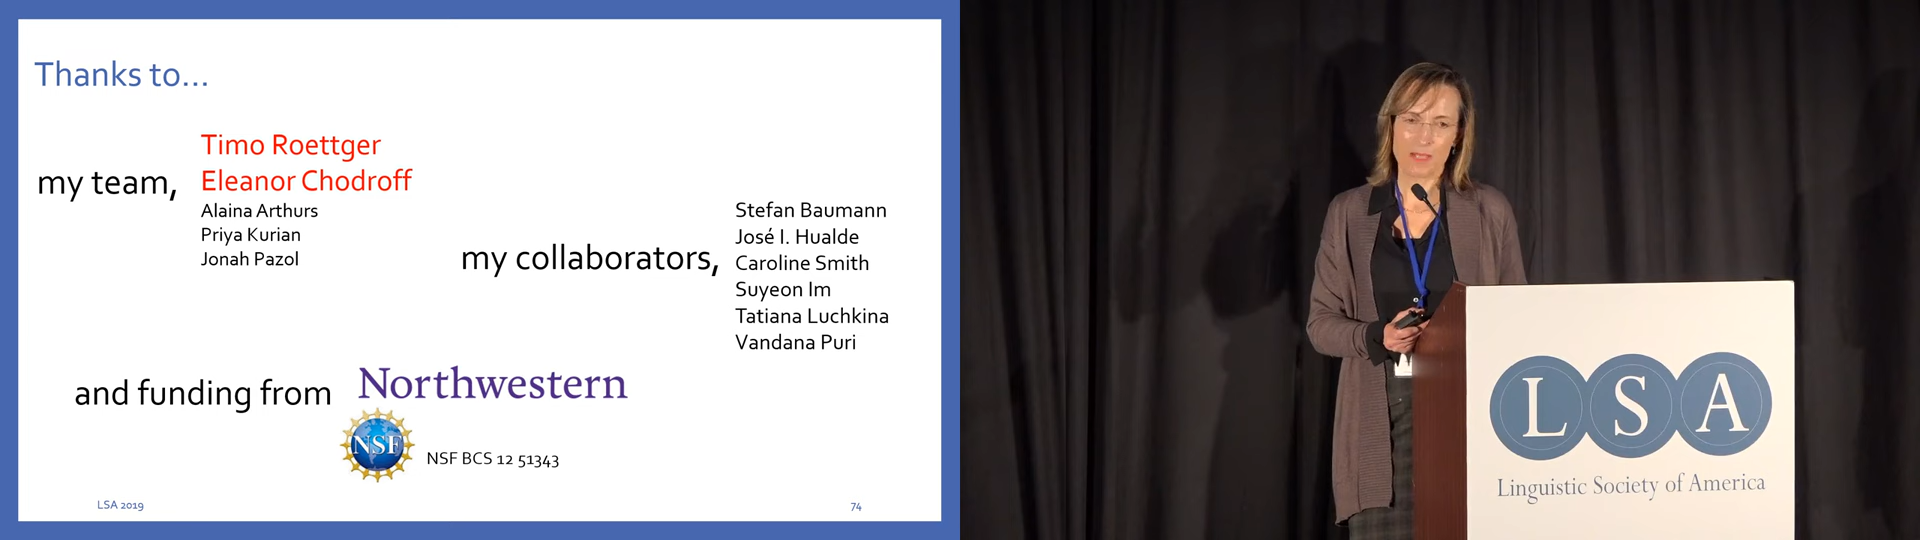 Thanks to...
my team,
Timo Roettger
Eleanor Chodroff
Alaina Arthurs
Priya Kurian
Jonah Pazol
my collaborators,
Stefan Baumann
José I. Hualde
Caroline Smith
Suyeon Im
Tatiana Luchkina
Vandana Puri
and funding from
Northwestern
NSF
NSF BCS 12 51343
LSA 2019
74
LSA
Linguistic Society of America